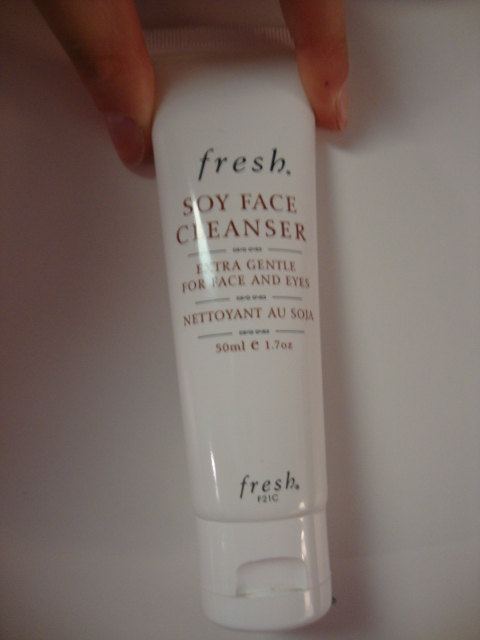 fresh.
SOY FACE
CLEANSER
EXTRA GENTLE
FOR FACE AND EYES
NETTOYANT AU SOJA
50ml e 1.7oz
fresh.
F21C